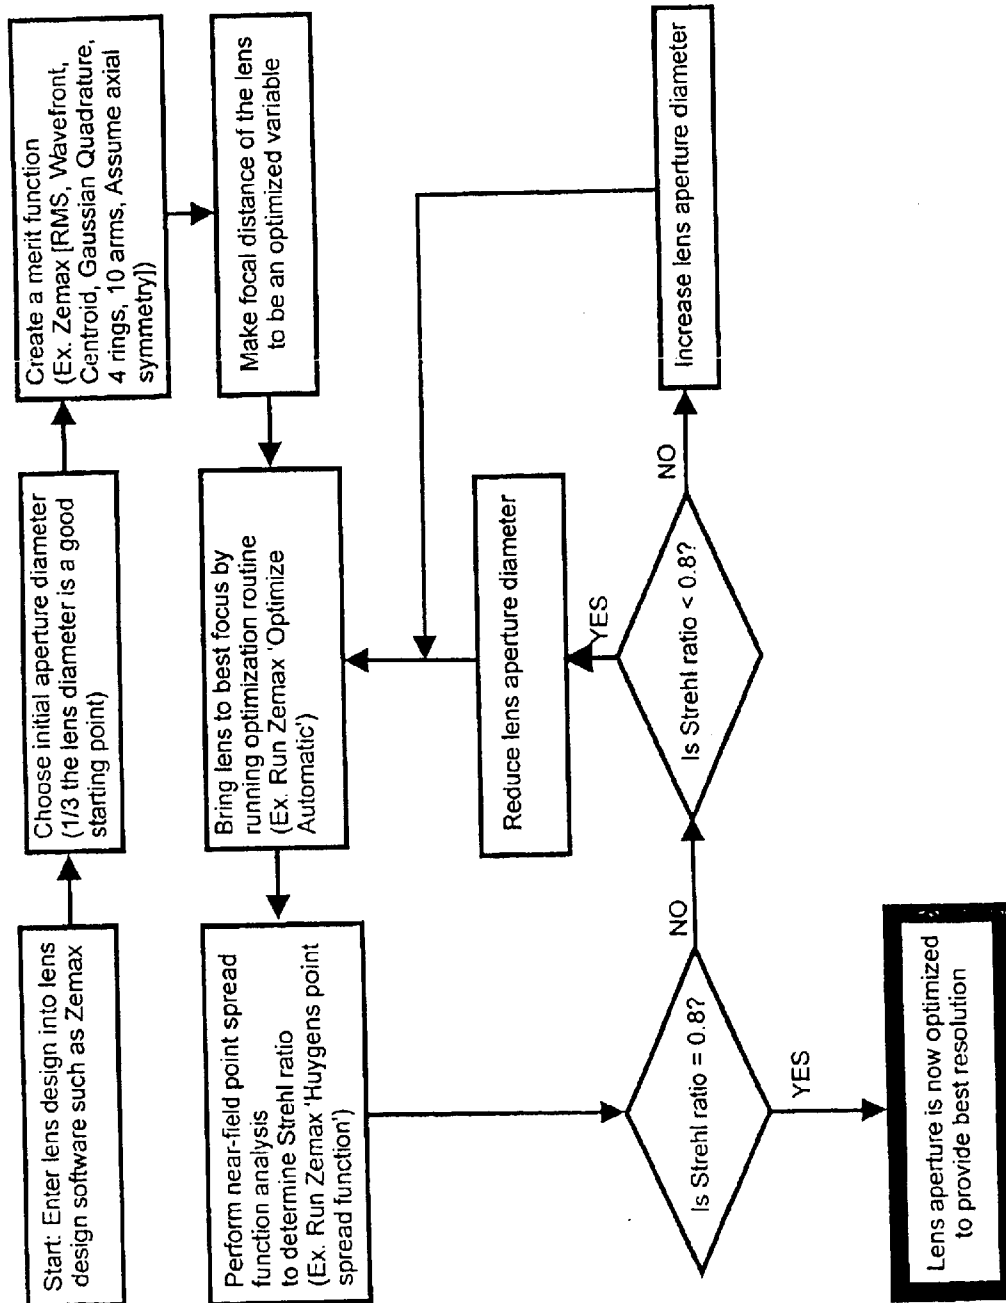 Start: Enter lens design into lens
design software such as Zemax
Choose initial aperture diameter
(1/3 the lens diameter is a good
starting point)
Create a merit function
(Ex. Zemax [RMS, Wavefront,
Centroid, Gaussian Quadrature,
4 rings, 10 arms, Assume axial
symmetry])
Make focal distance of the lens
to be an optimized variable
Bring lens to best focus by
running optimization routine
(Ex. Run Zemax 'Optimize
Automatic')
Perform near-field point spread
function analysis
to determine Strehl ratio
(Ex. Run Zemax 'Huygens point
spread function')
Is Strehl ratio = 0.8?
YES
NO
Lens aperture is now optimized
to provide best resolution
Is Strehl ratio < 0.8?
YES
NO
Reduce lens aperture diameter
Increase lens aperture diameter